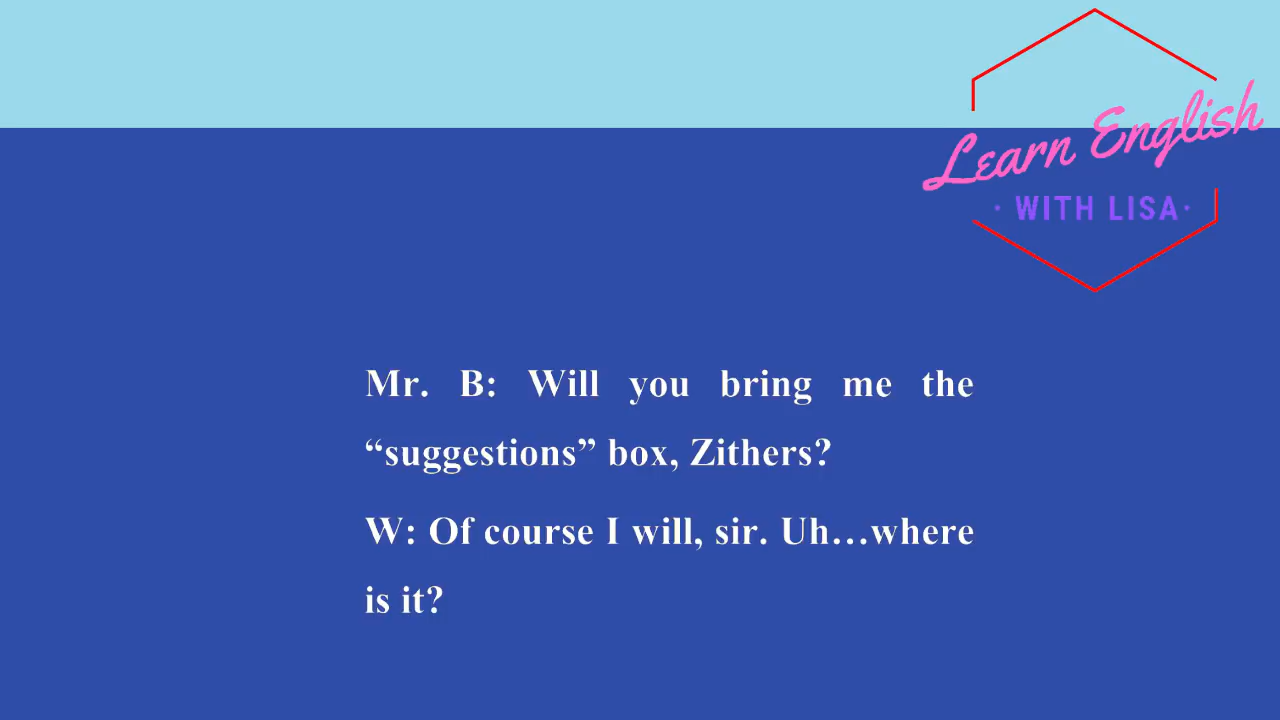 Learn English
· WITH LISA·
Mr. B: Will you bring me the
“suggestions” box, Zithers?
W: Of course I will, sir. Uh…where
is it?